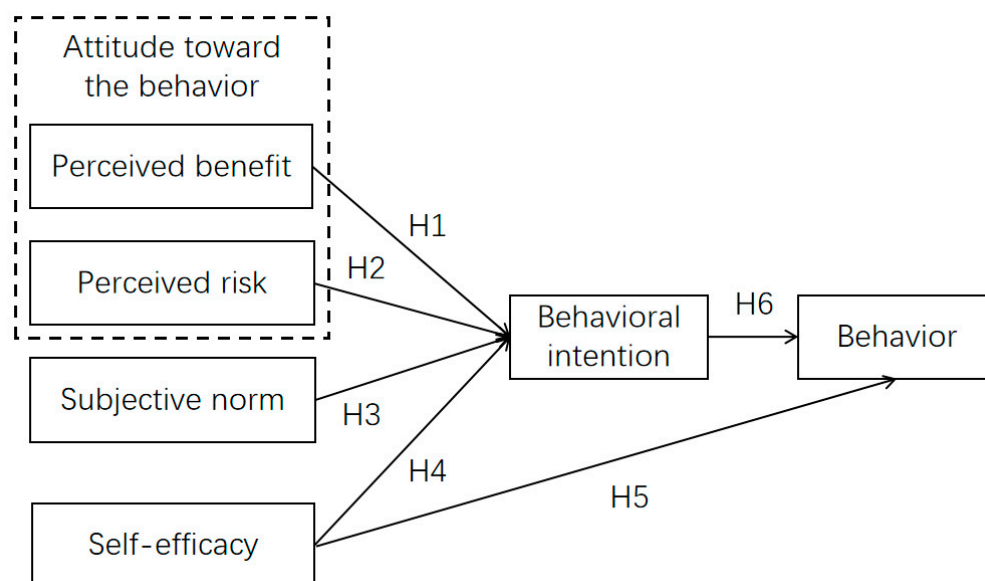 Attitude toward
the behavior
Perceived benefit
H1
Perceived risk
H2
Behavioral
intention
H6
Behavior
Subjective norm
H3
H4
H5
Self-efficacy